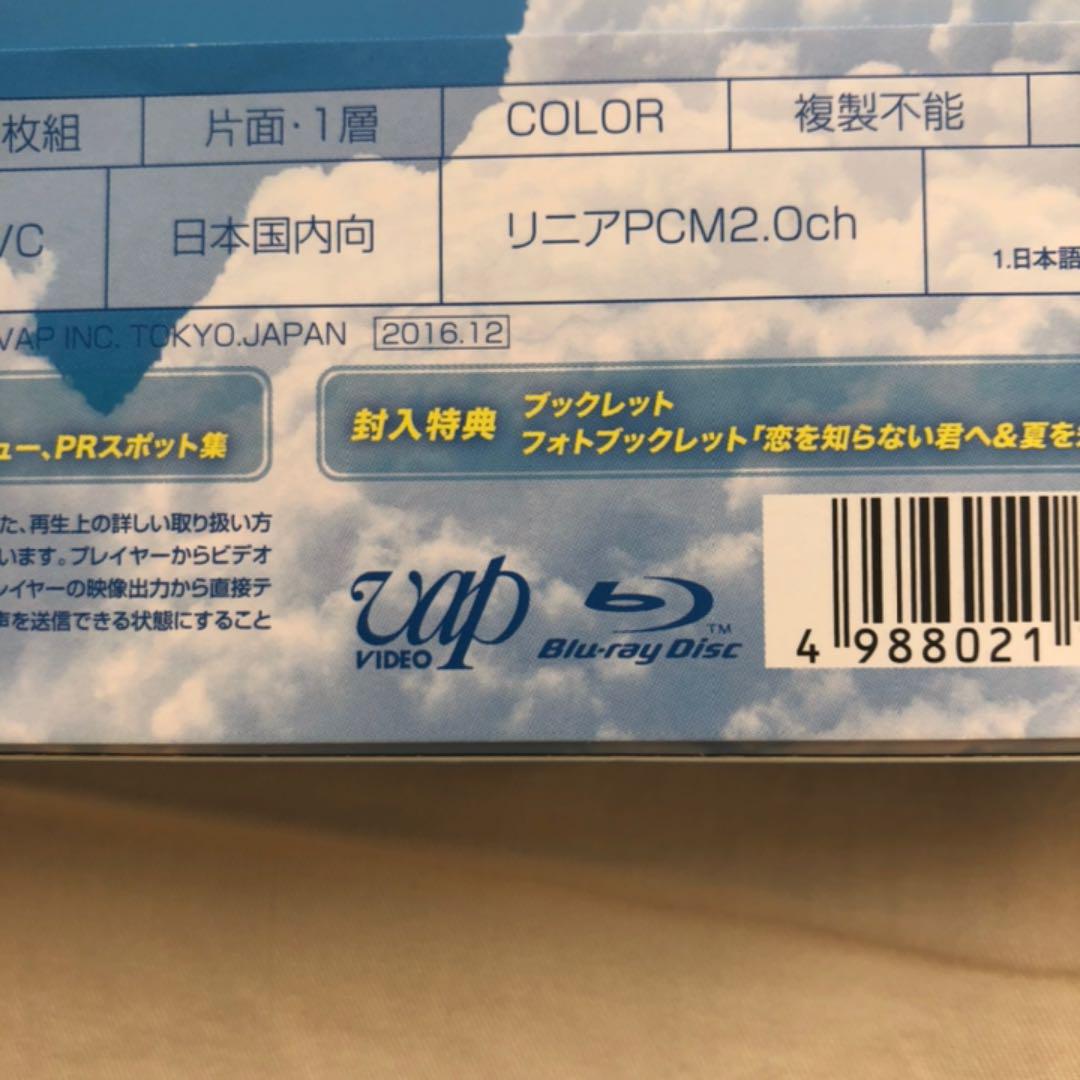 枚組 片面・1層 COLOR 複製不能
VC 日本国内向 リニアPCM2.0ch
1.日本語
VAP INC. TOKYO.JAPAN 2016.12
ュー、PRスポット集
封入特典 ブックレット
フォトブックレット「恋を知らない君へ&夏を
た、再生上の詳しい取り扱い方
います。プレイヤーからビデオ
レイヤーの映像出力から直接テ
声を送信できる状態にすること
vap
VIDEO
Blu-ray Disc™
4 988021